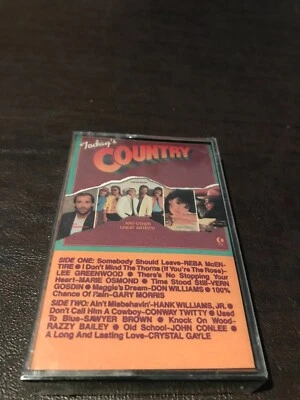 Today's
COUNTRY
AND OTHER
GREAT ARTISTS
SIDE ONE: Somebody Should Leave-REBA McEN-
TIRE • I Don't Mind The Thorns (If You're The Rose)-
LEE GREENWOOD • There's No Stopping Your
Heart-MARIE OSMOND • Time Stood Still-VERN
GOSDIN • Maggie's Dream-DON WILLIAMS • 100%
Chance Of Rain-GARY MORRIS
SIDE TWO: Ain't Misbehavin'-HANK WILLIAMS, JR. •
Don't Call Him A Cowboy-CONWAY TWITTY • Used
To Blue-SAWYER BROWN • Knock On Wood-
RAZZY BAILEY • Old School-JOHN CONLEE •
A Long And Lasting Love-CRYSTAL GAYLE